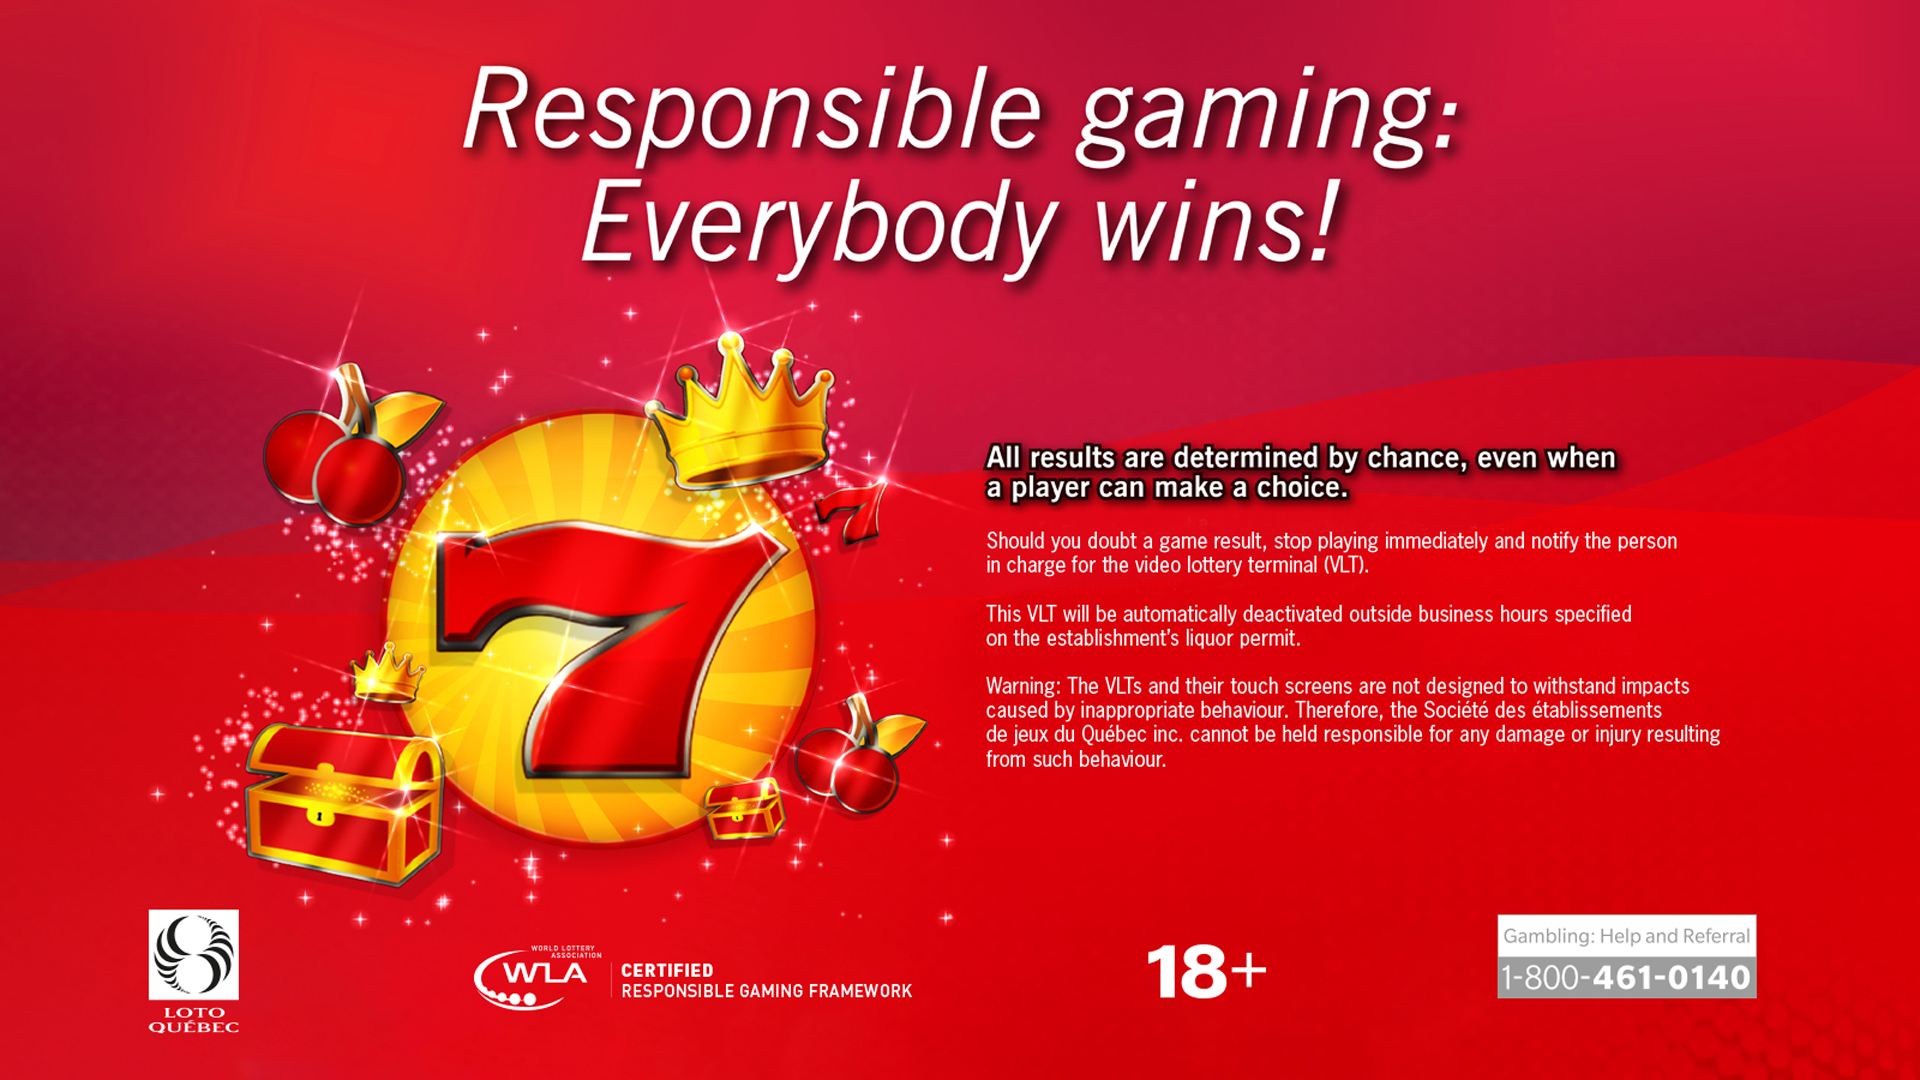 Responsible gaming:
Everybody wins!
All results are determined by chance, even when
a player can make a choice.
Should you doubt a game result, stop playing immediately and notify the person
in charge for the video lottery terminal (VLT).
This VLT will be automatically deactivated outside business hours specified
on the establishment's liquor permit.
Warning: The VLTs and their touch screens are not designed to withstand impacts
caused by inappropriate behaviour. Therefore, the Société des établissements
de jeux du Québec inc. cannot be held responsible for any damage or injury resulting
from such behaviour.
7
7
LOTO
QUÉBEC
WORLD LOTTERY
ASSOCIATION
WLA
CERTIFIED
RESPONSIBLE GAMING FRAMEWORK
18+
Gambling: Help and Referral
1-800-461-0140